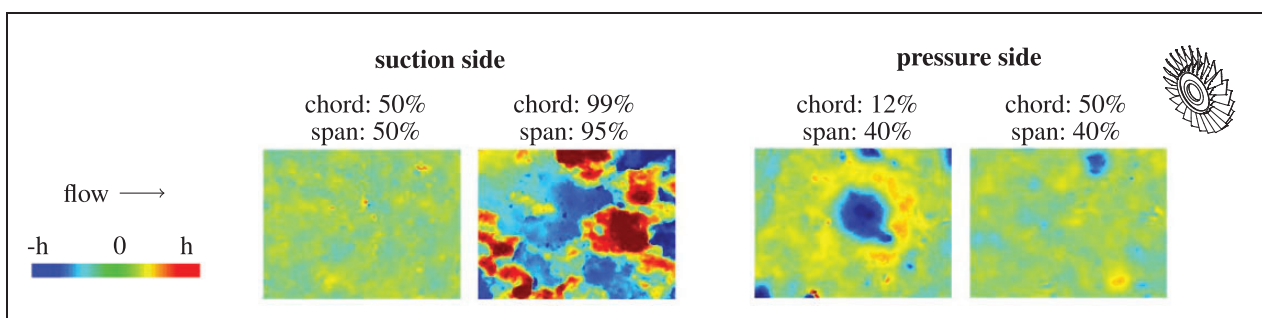 suction side
pressure side
chord: 50%
span: 50%
chord: 99%
span: 95%
chord: 12%
span: 40%
chord: 50%
span: 40%
flow
-h 0 h